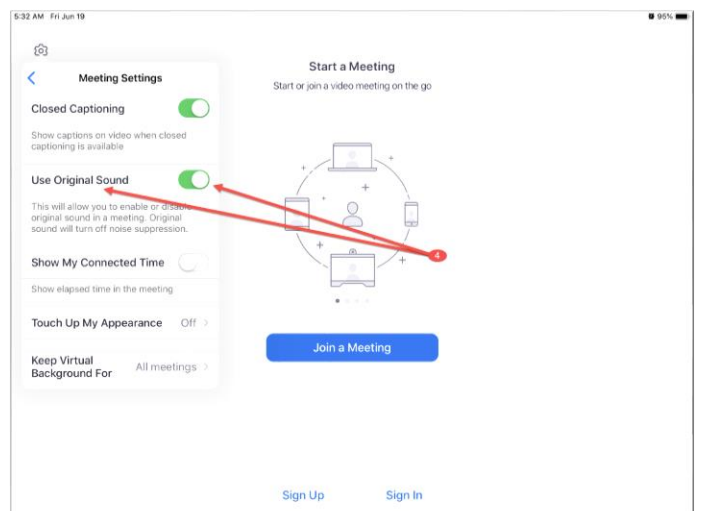 5:32 AM Fri Jun 19
96%
Meeting Settings
Closed Captioning
Show captions on video when closed
captioning is available
Use Original Sound
This will allow you to enable or disable
original sound in a meeting. Original
sound will turn off noise suppression.
Show My Connected Time
Show elapsed time in the meeting
Touch Up My Appearance Off
Keep Virtual
Background For
All meetings
Start a Meeting
Start or join a video meeting on the go
4
Join a Meeting
Sign Up Sign In